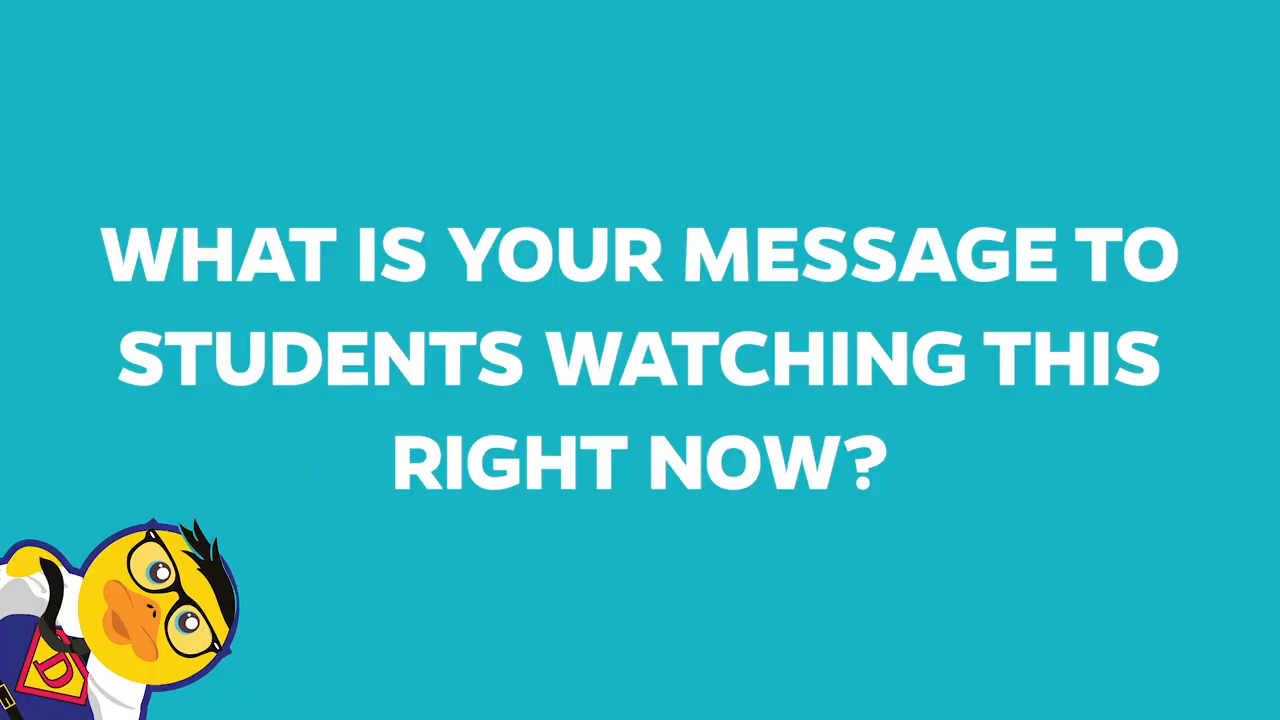 WHAT IS YOUR MESSAGE TO
STUDENTS WATCHING THIS
RIGHT NOW?
D